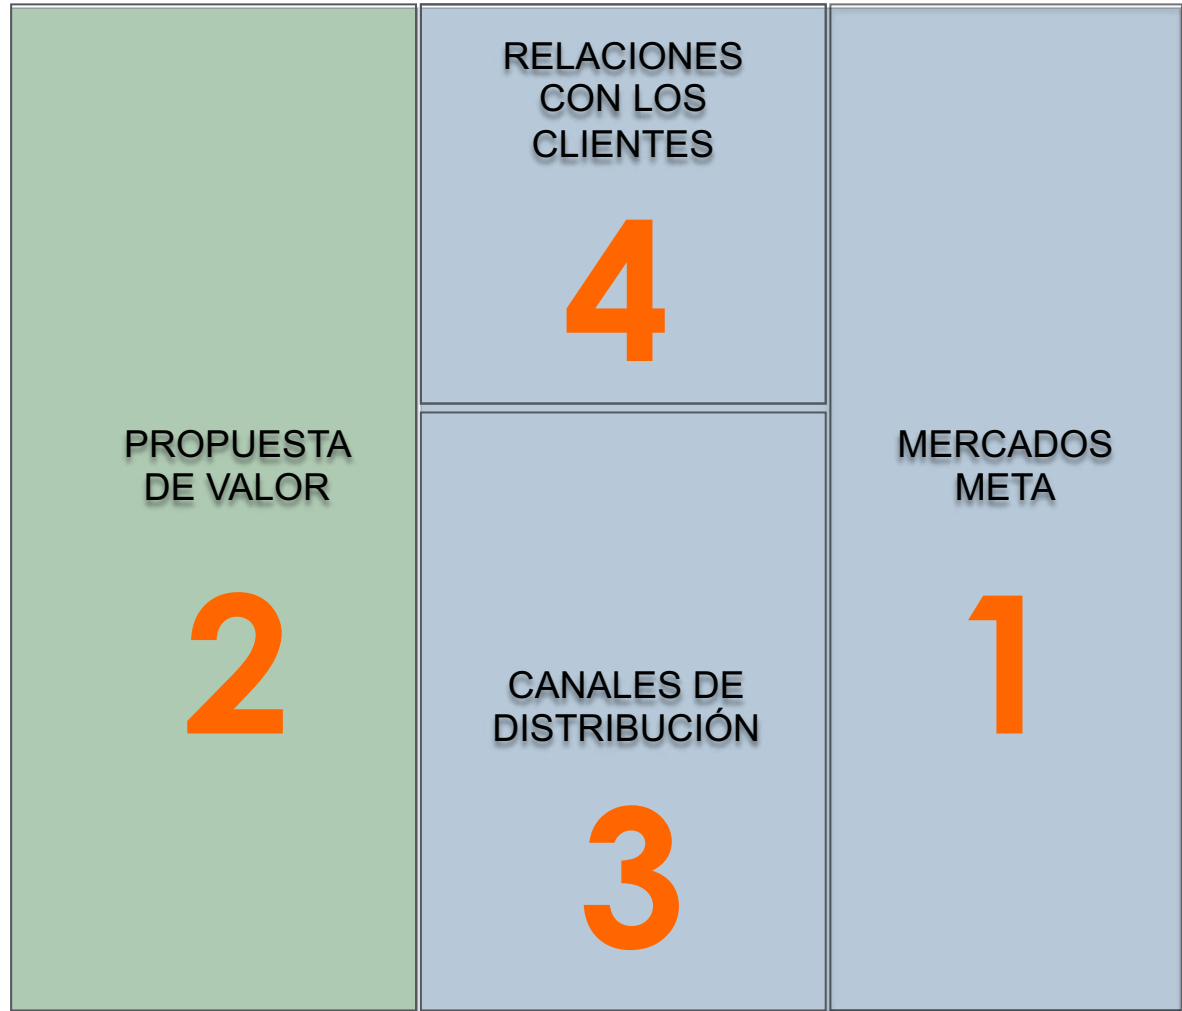 PROPUESTA
DE VALOR
2
RELACIONES
CON LOS
CLIENTES
4
CANALES DE
DISTRIBUCIÓN
3
MERCADOS
META
1